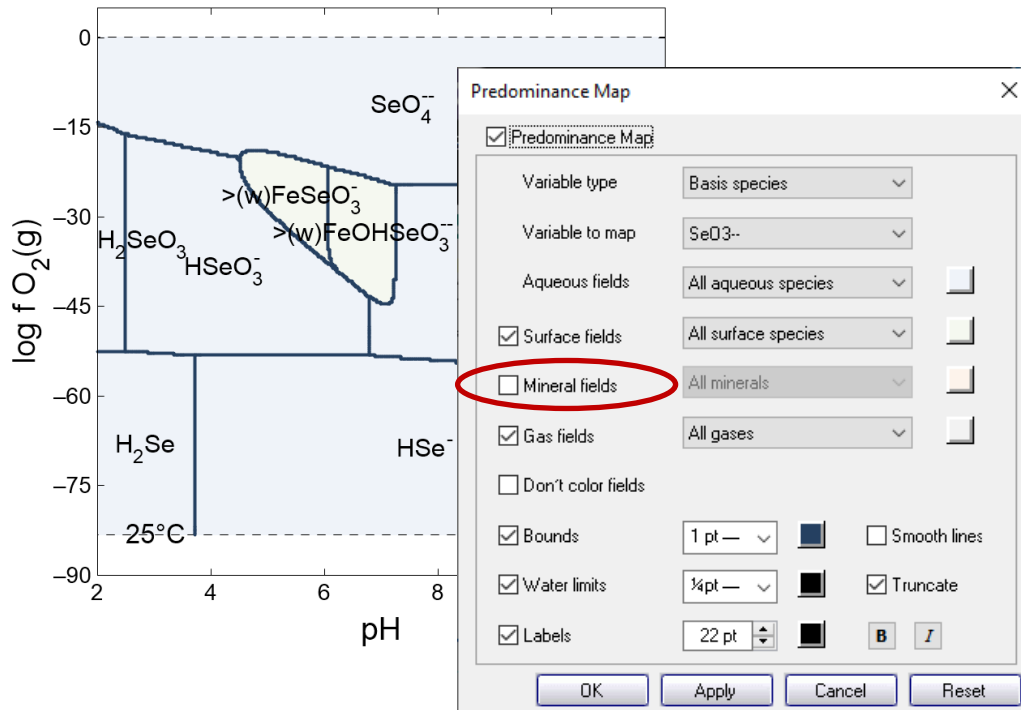 0
−15
−30
−45
−60
−75
−90
log f O₂(g)
2
4
6
8
pH
SeO₄⁻⁻
>(w)FeSeO₃⁻
>(w)FeOHSeO₃⁻⁻
H₂SeO₃
HSeO₃⁻
H₂Se
HSe⁻
25°C
Predominance Map
Predominance Map
Variable type Basis species
Variable to map SeO3--
Aqueous fields All aqueous species
Surface fields All surface species
Mineral fields All minerals
Gas fields All gases
Don't color fields
Bounds 1 pt — Smooth lines
Water limits ¼pt — Truncate
Labels 22 pt B I
OK Apply Cancel Reset